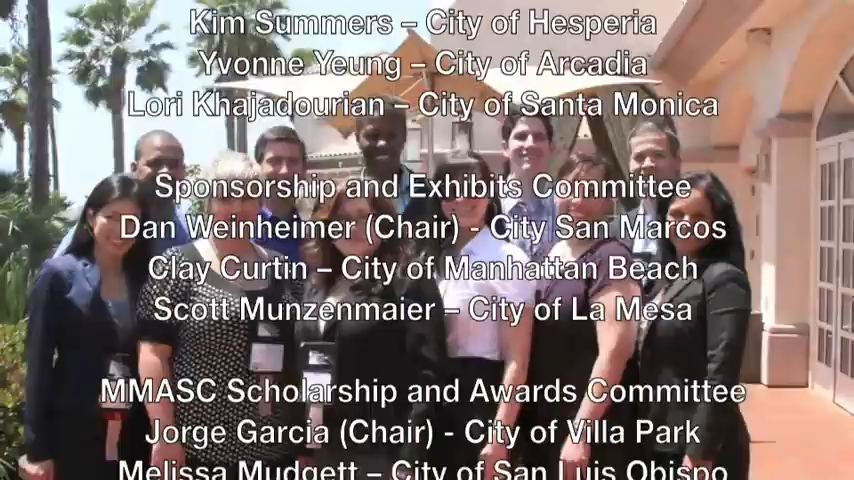 Kim Summers – City of Hesperia
Yvonne Yeung – City of Arcadia
Lori Khajadourian – City of Santa Monica
Sponsorship and Exhibits Committee
Dan Weinheimer (Chair) - City San Marcos
Clay Curtin – City of Manhattan Beach
Scott Munzenmaier – City of La Mesa
MMASC Scholarship and Awards Committee
Jorge Garcia (Chair) - City of Villa Park
Melissa Mudgett – City of San Luis Obispo